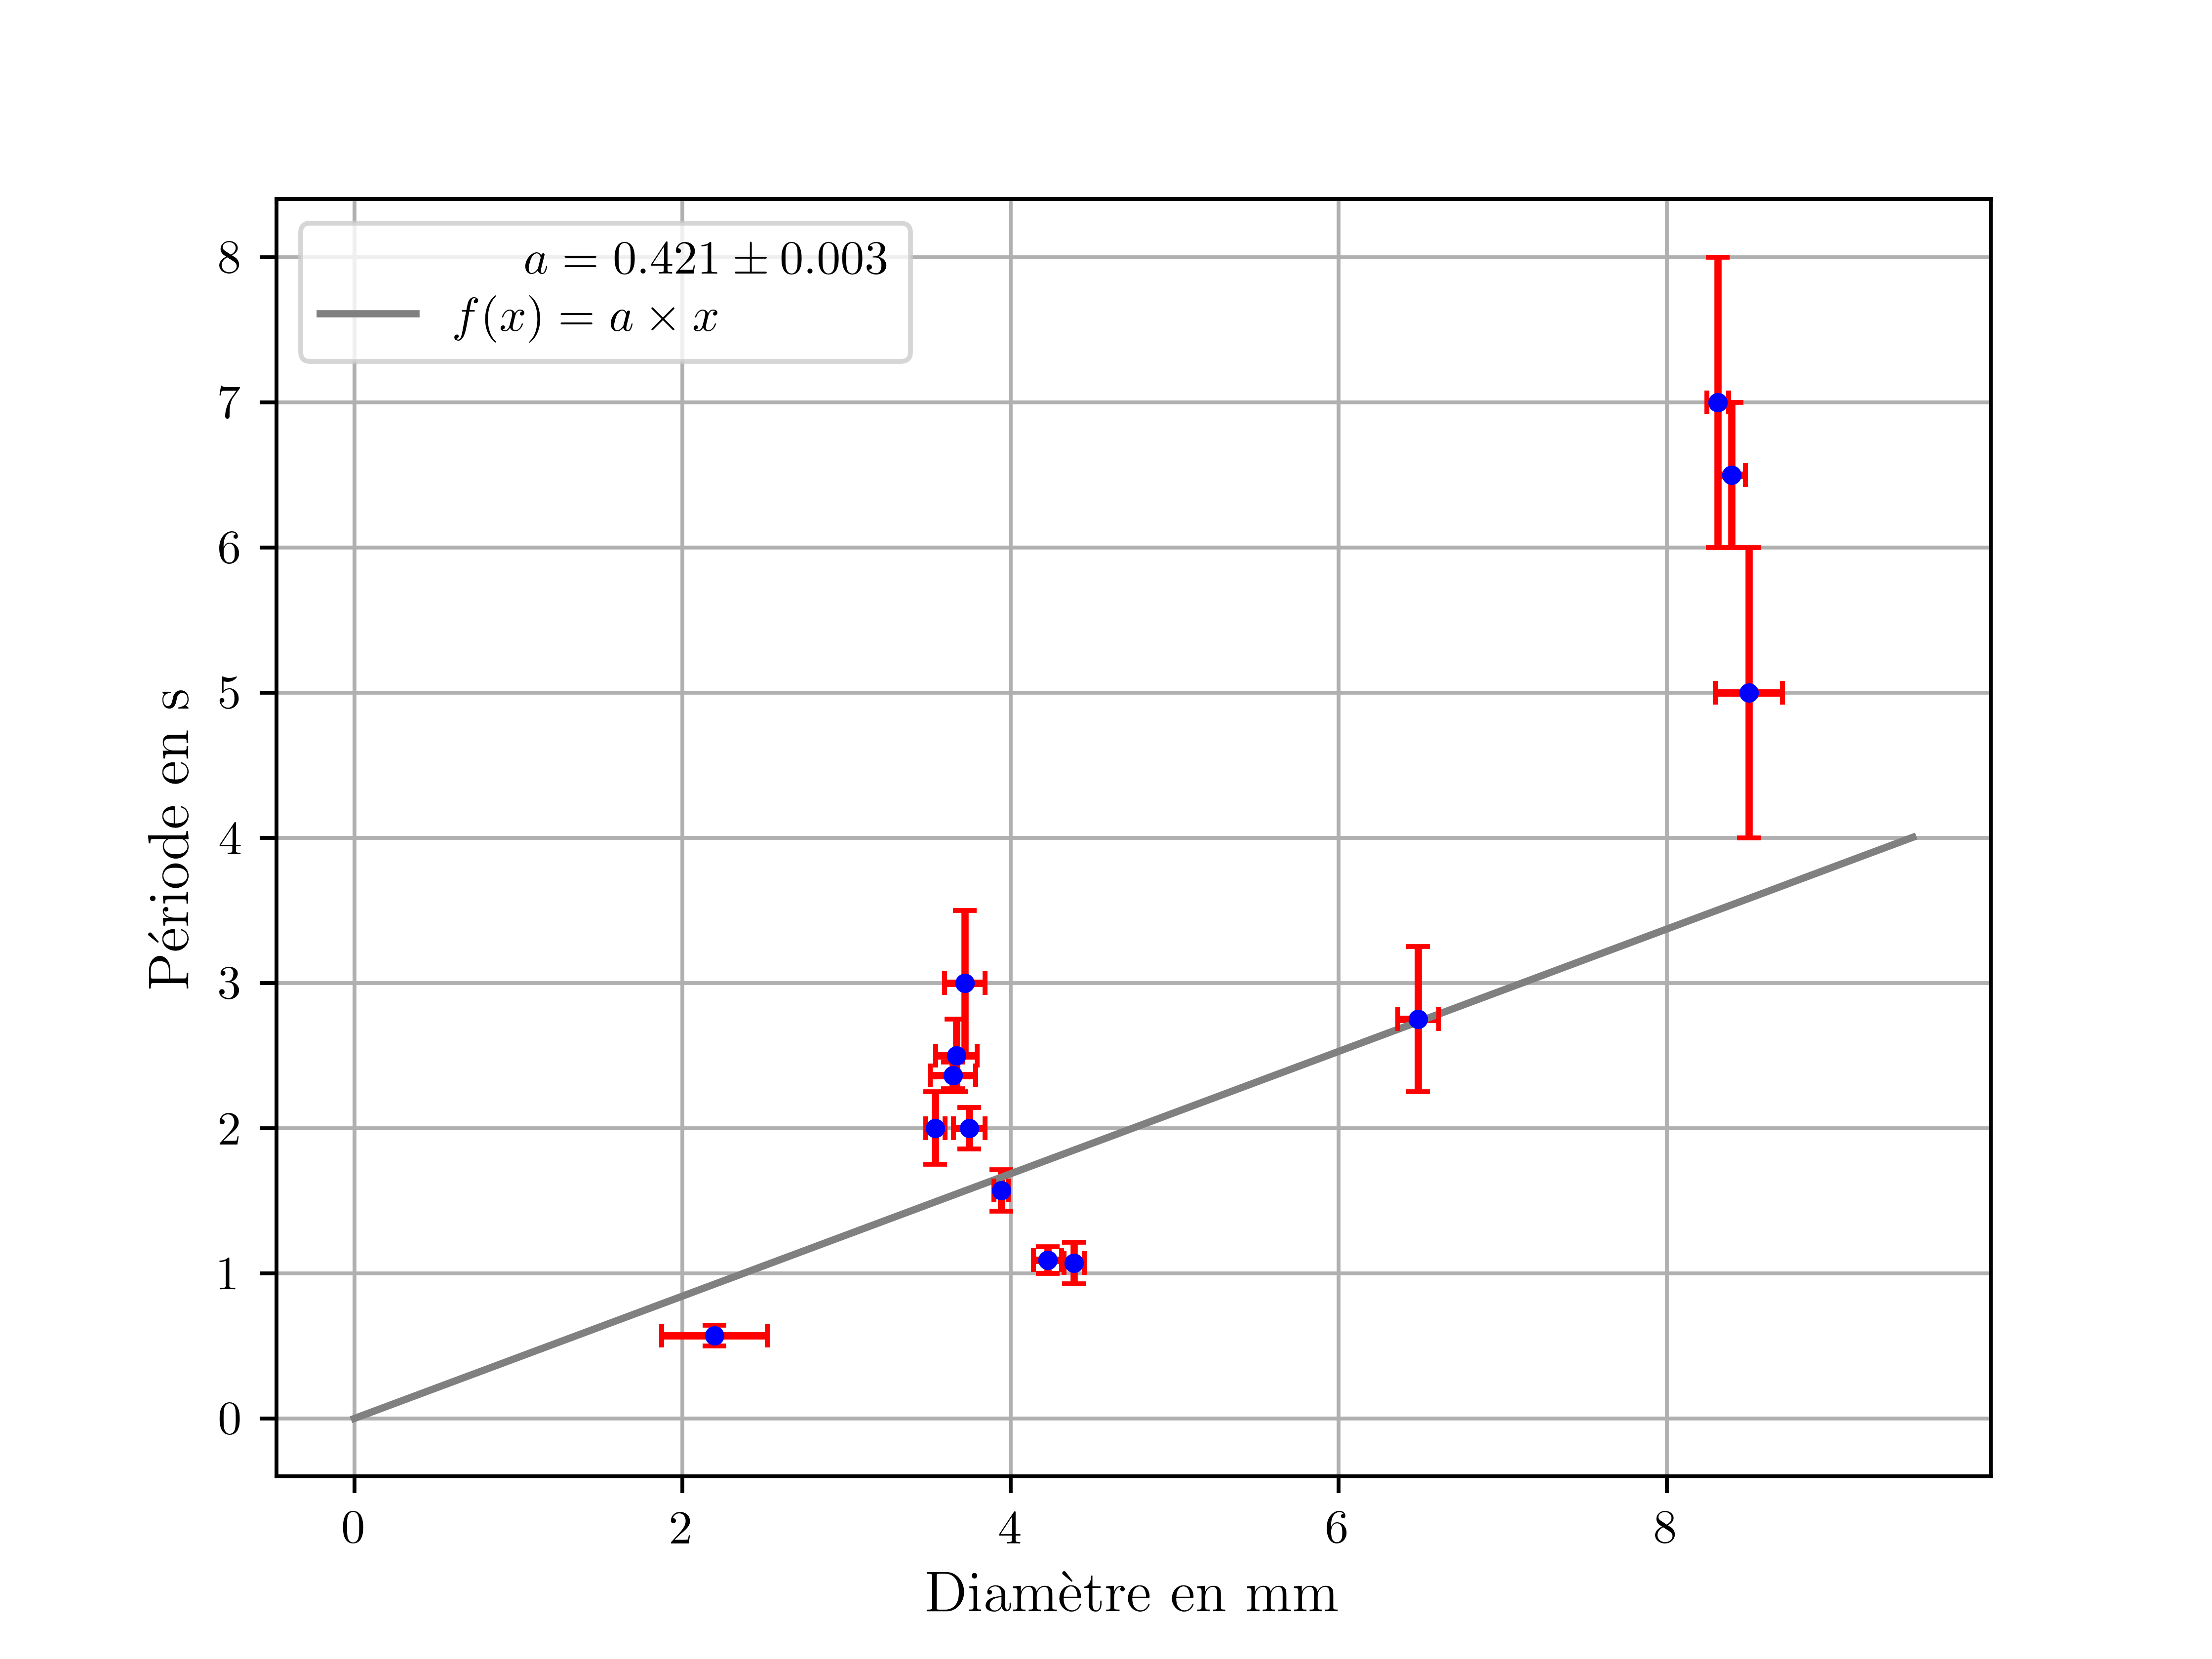 a = 0.421 ± 0.003
f(x) = a × x
8
7
6
5
4
3
2
1
0
Période en s
0 2 4 6 8
Diamètre en mm